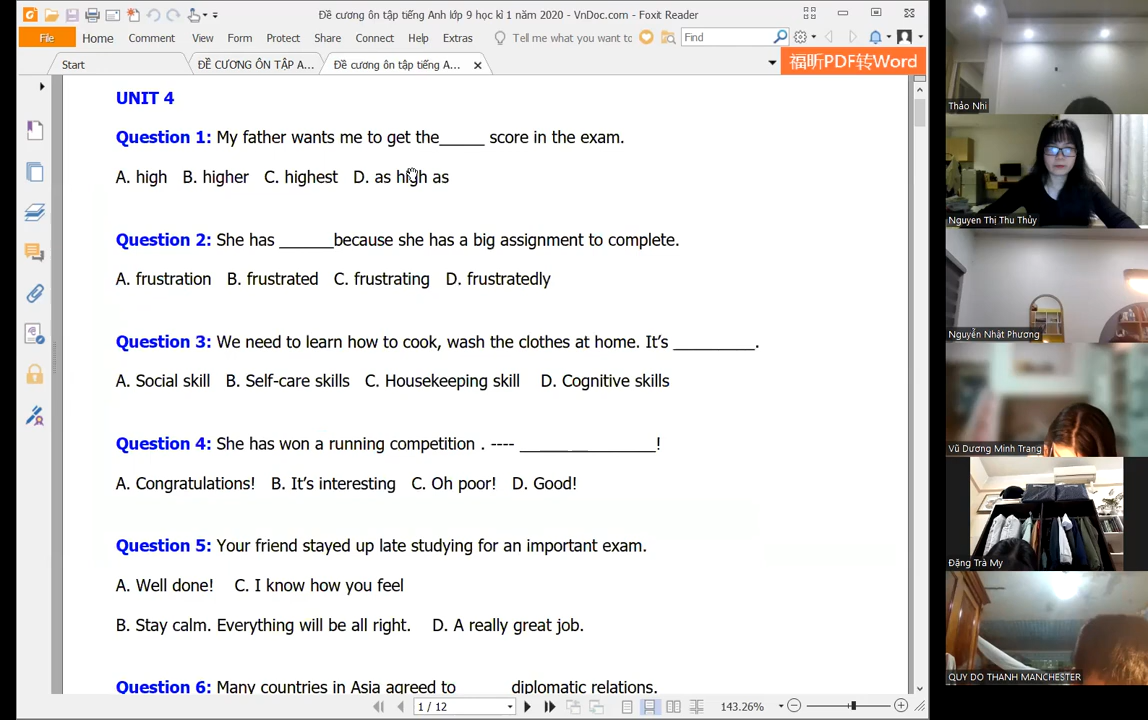 Đề cương ôn tập tiếng Anh lớp 9 học kì 1 năm 2020 - VnDoc.com - Foxit Reader
File Home Comment View Form Protect Share Connect Help Extras Tell me what you want to Find
Start ĐỀ CƯƠNG ÔN TẬP A... Đề cương ôn tập tiếng A... 福昕PDF转Word
UNIT 4
Question 1: My father wants me to get the_____ score in the exam.
A. high B. higher C. highest D. as high as
Question 2: She has ______because she has a big assignment to complete.
A. frustration B. frustrated C. frustrating D. frustratedly
Question 3: We need to learn how to cook, wash the clothes at home. It's _________.
A. Social skill B. Self-care skills C. Housekeeping skill D. Cognitive skills
Question 4: She has won a running competition . ---- _______________!
A. Congratulations! B. It's interesting C. Oh poor! D. Good!
Question 5: Your friend stayed up late studying for an important exam.
A. Well done! C. I know how you feel
B. Stay calm. Everything will be all right. D. A really great job.
Question 6: Many countries in Asia agreed to ______ diplomatic relations.
1 / 12 143.26%
Thảo Nhi
Nguyen Thị Thu Thủy
Nguyễn Nhật Phương
Vũ Dương Minh Trang
Đặng Trà My
QUY DO THANH MANCHESTER